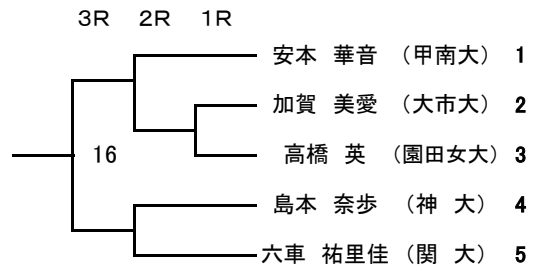 ３Ｒ ２Ｒ １Ｒ
安本　華音　（甲南大）　1
加賀　美愛　（大市大）　2
16　高橋　英　（園田女大）　3
島本　奈歩　（神　大）　4
六車　祐里佳　（関　大）　5